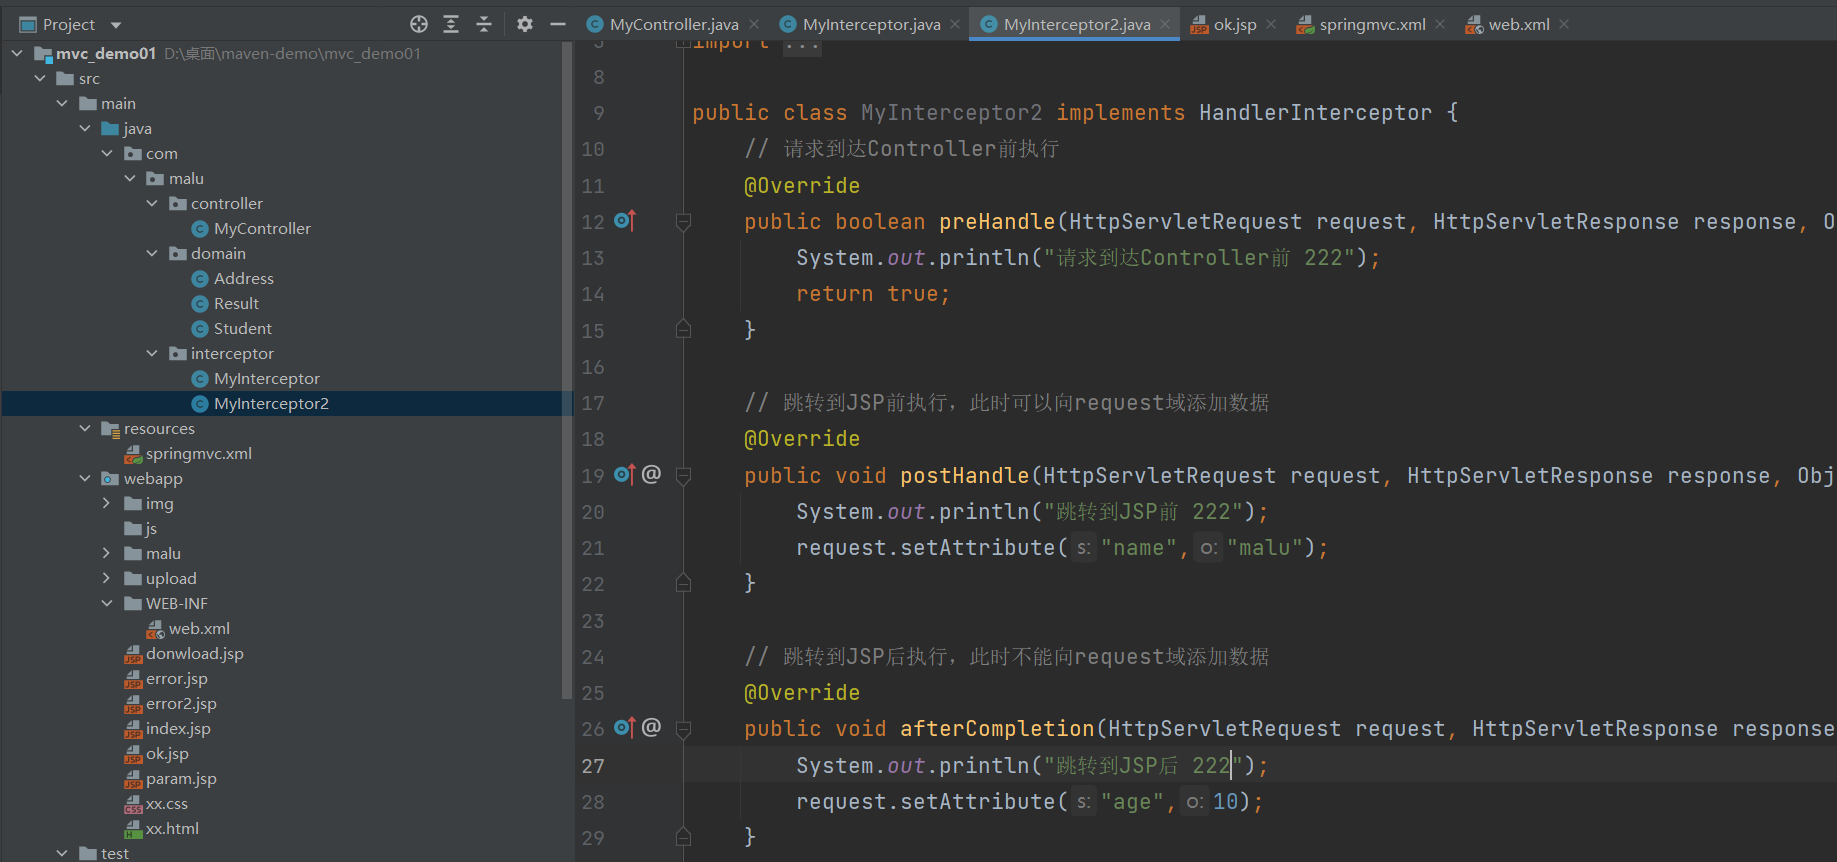 Project
mvc_demo01 D:\桌面\maven-demo\mvc_demo01
src
main
java
com
malu
controller
MyController
domain
Address
Result
Student
interceptor
MyInterceptor
MyInterceptor2
resources
springmvc.xml
webapp
img
js
malu
upload
WEB-INF
web.xml
donwload.jsp
error.jsp
error2.jsp
index.jsp
ok.jsp
param.jsp
xx.css
xx.html
test
MyController.java MyInterceptor.java MyInterceptor2.java ok.jsp springmvc.xml web.xml
import ...
8
9 public class MyInterceptor2 implements HandlerInterceptor {
10 // 请求到达Controller前执行
11 @Override
12 public boolean preHandle(HttpServletRequest request, HttpServletResponse response, O
13 System.out.println("请求到达Controller前 222");
14 return true;
15 }
16
17 // 跳转到JSP前执行，此时可以向request域添加数据
18 @Override
19 @ public void postHandle(HttpServletRequest request, HttpServletResponse response, Obj
20 System.out.println("跳转到JSP前 222");
21 request.setAttribute( s: "name", o: "malu");
22 }
23
24 // 跳转到JSP后执行，此时不能向request域添加数据
25 @Override
26 @ public void afterCompletion(HttpServletRequest request, HttpServletResponse response
27 System.out.println("跳转到JSP后 222");
28 request.setAttribute( s: "age", o: 10);
29 }